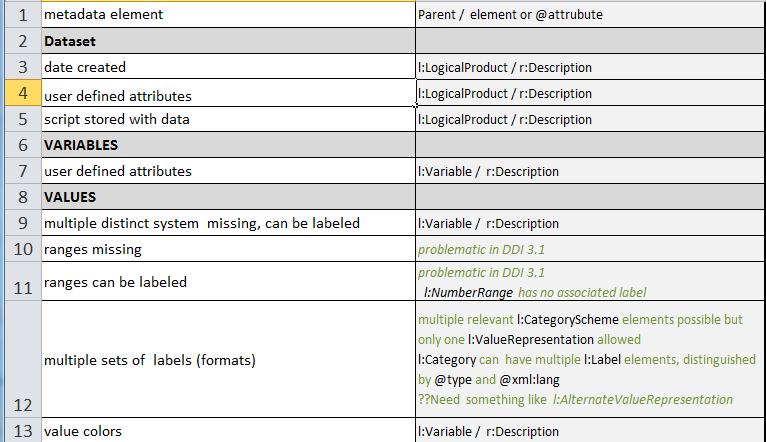 1 metadata element Parent / element or @attrubute
2 Dataset
3 date created l:LogicalProduct / r:Description
4 user defined attributes l:LogicalProduct / r:Description
5 script stored with data l:LogicalProduct / r:Description
6 VARIABLES
7 user defined attributes l:Variable / r:Description
8 VALUES
9 multiple distinct system missing, can be labeled l:Variable / r:Description
10 ranges missing problematic in DDI 3.1
11 ranges can be labeled problematic in DDI 3.1
l:NumberRange has no associated label
12 multiple sets of labels (formats) multiple relevant l:CategoryScheme elements possible but
only one l:ValueRepresentation allowed
l:Category can have multiple l:Label elements, distinguished
by @type and @xml:lang
??Need something like l:AlternateValueRepresentation
13 value colors l:Variable / r:Description